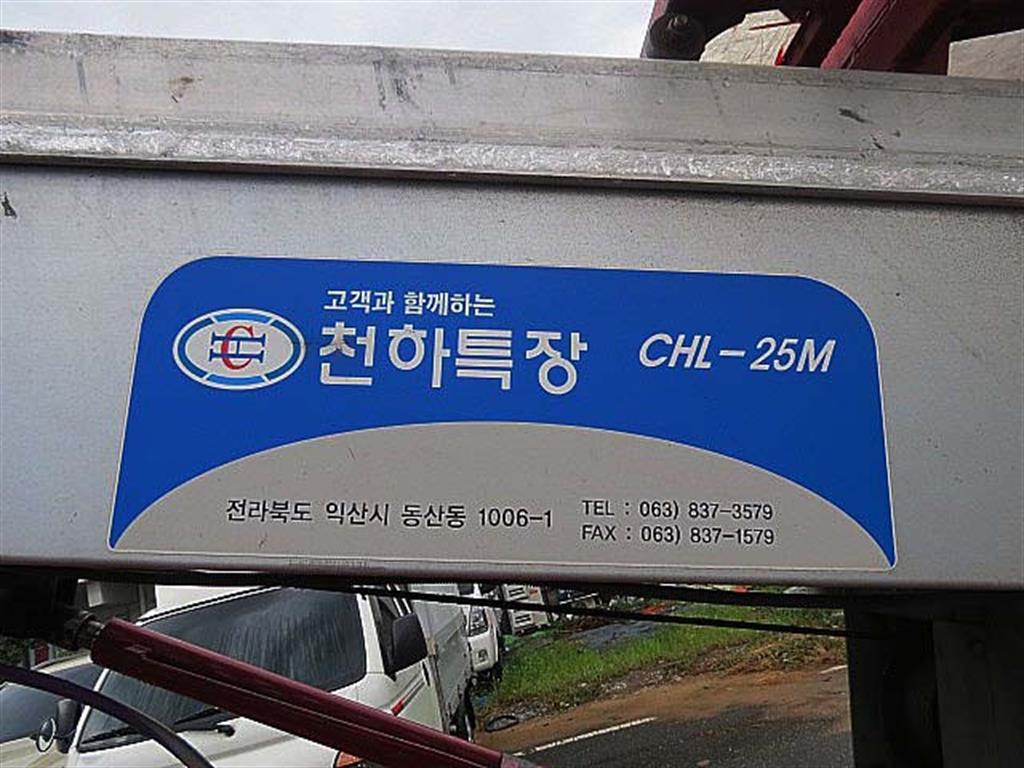 고객과 함께하는
천하특장 CHL-25M
전라북도 익산시 동산동 1006-1
TEL : 063) 837-3579
FAX : 063) 837-1579